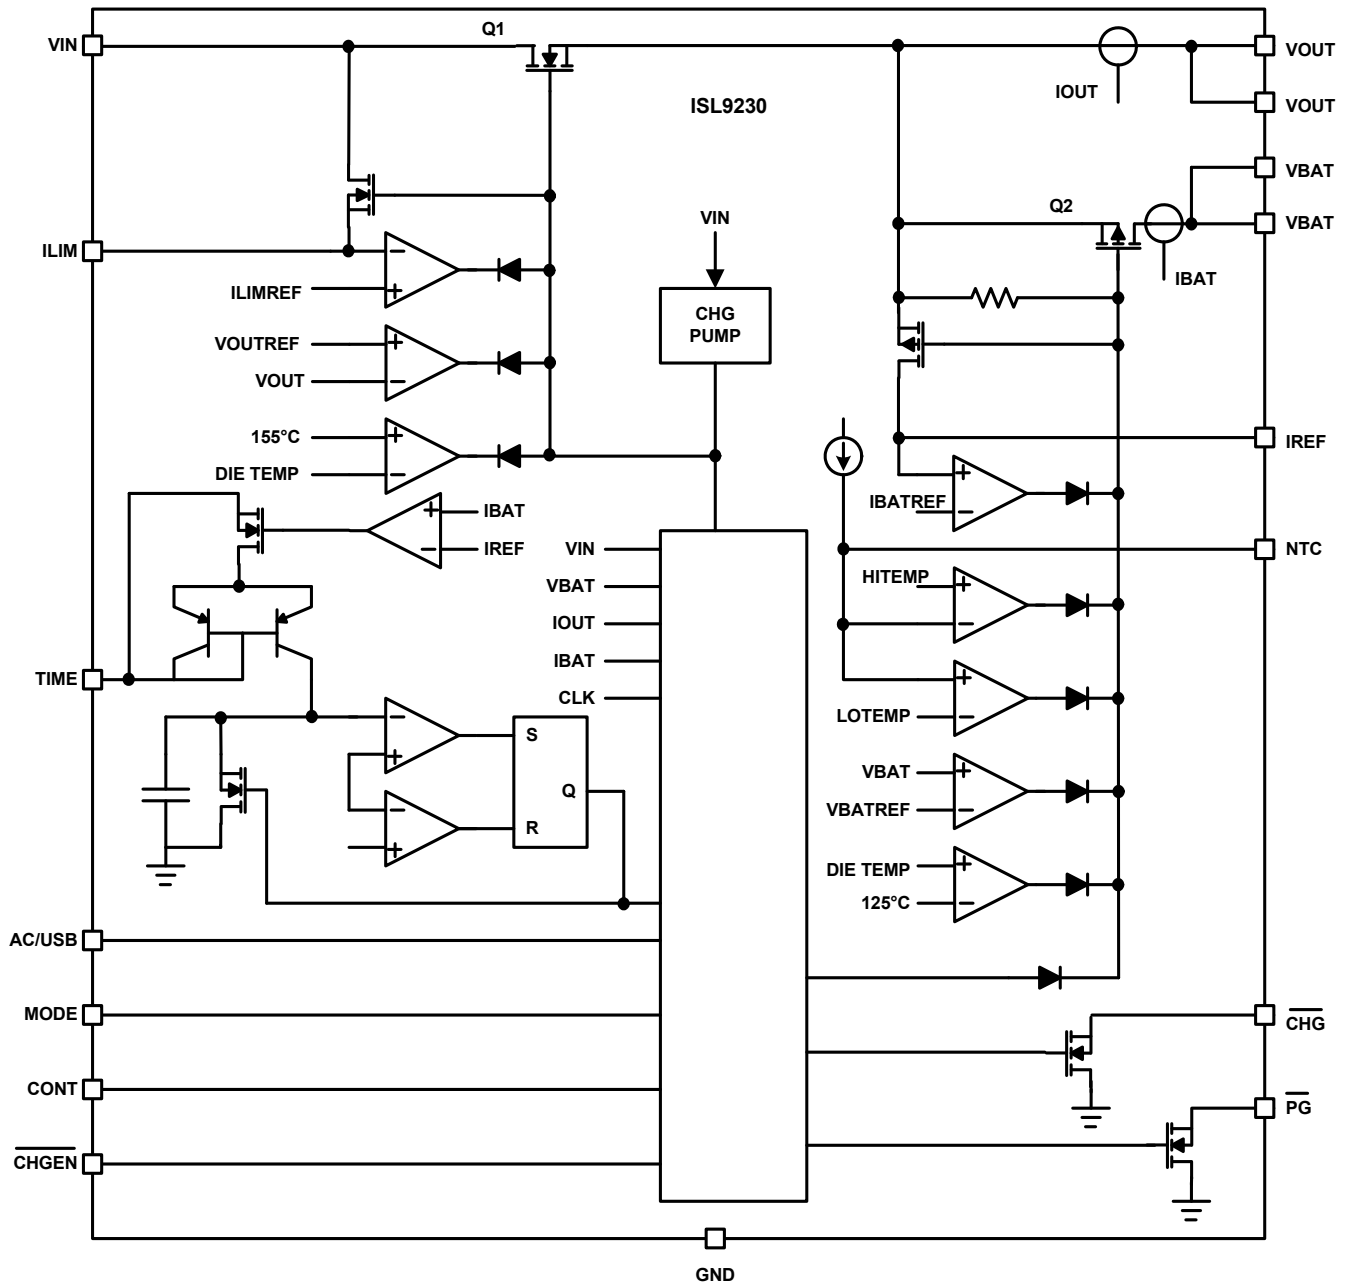 VIN
Q1
ISL9230
IOUT
VOUT
VOUT
VBAT
VBAT
Q2
IBAT
VIN
CHG
PUMP
ILIM
ILIMREF
−
+
VOUTREF
VOUT
+
−
155°C
DIE TEMP
+
−
IBAT
IREF
+
−
TIME
VIN
VBAT
IOUT
IBAT
CLK
−
+
−
+
S
R
Q
IREF
IBATREF
+
−
NTC
HITEMP
+
−
LOTEMP
+
−
VBAT
VBATREF
+
−
DIE TEMP
125°C
+
−
AC/USB
MODE
CONT
CHGEN
CHG
PG
GND